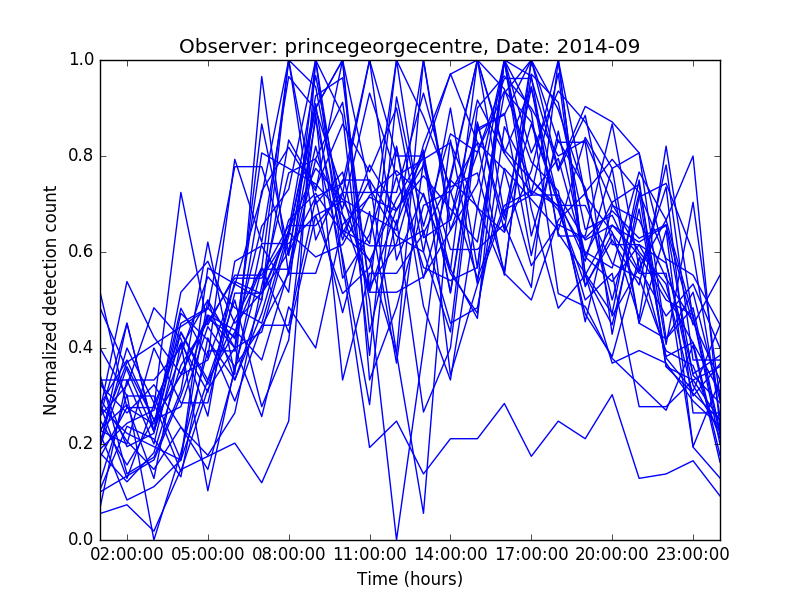 Observer: princegeorgecentre, Date: 2014-09
1.0
0.8
0.6
0.4
0.2
0.0
Normalized detection count
02:00:00 05:00:00 08:00:00 11:00:00 14:00:00 17:00:00 20:00:00 23:00:00
Time (hours)